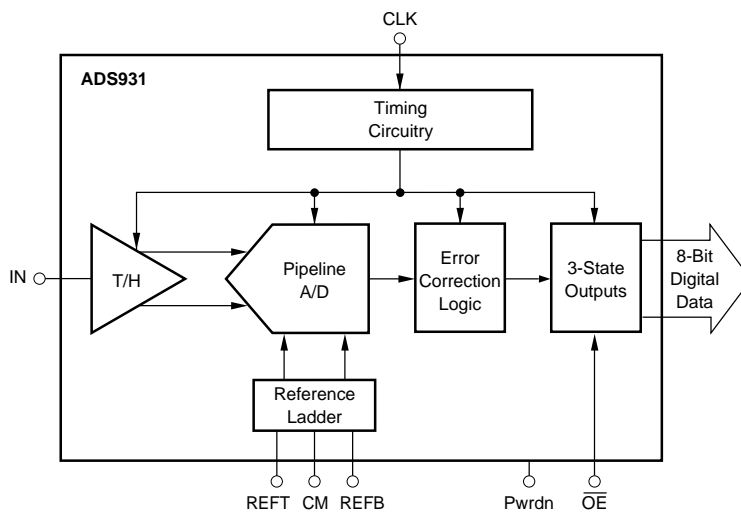 CLK
ADS931
Timing
Circuitry
IN
T/H
Pipeline
A/D
Error
Correction
Logic
3-State
Outputs
8-Bit
Digital
Data
Reference
Ladder
REFT CM REFB Pwrdn O̅E̅